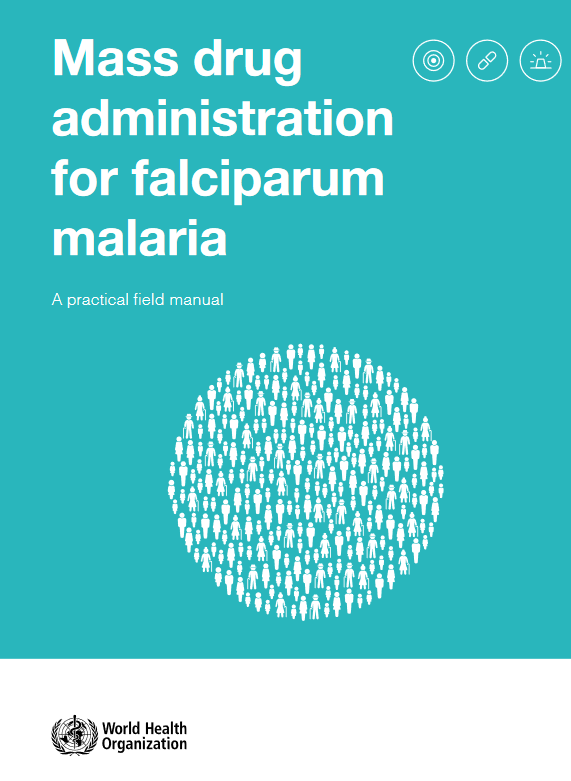 Mass drug
administration
for falciparum
malaria
A practical field manual
World Health
Organization